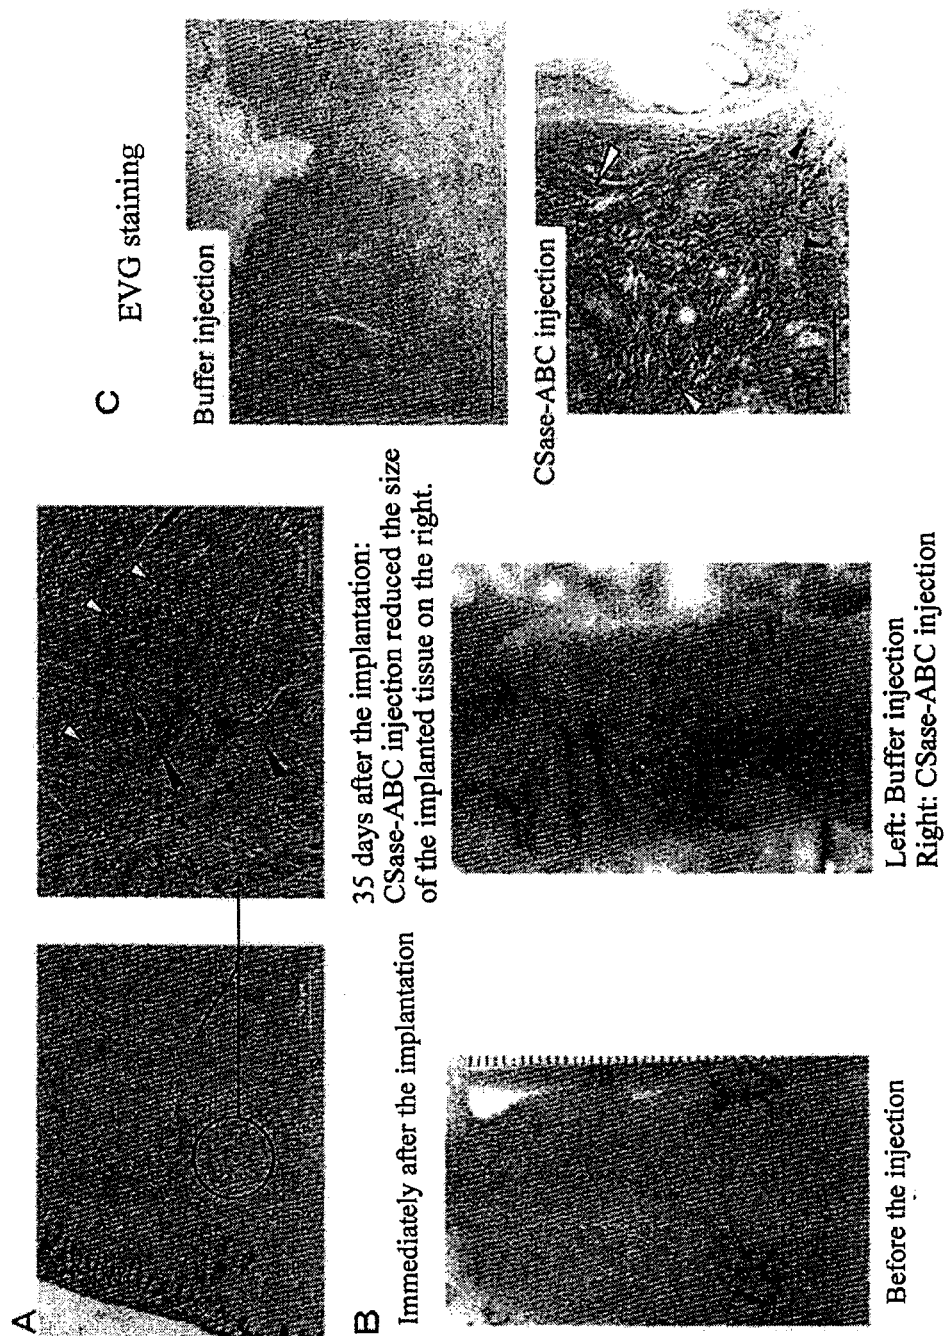 A
B
Immediately after the implantation
35 days after the implantation:
CSase-ABC injection reduced the size
of the implanted tissue on the right.
Before the injection
Left: Buffer injection
Right: CSase-ABC injection
C
EVG staining
Buffer injection
CSase-ABC injection